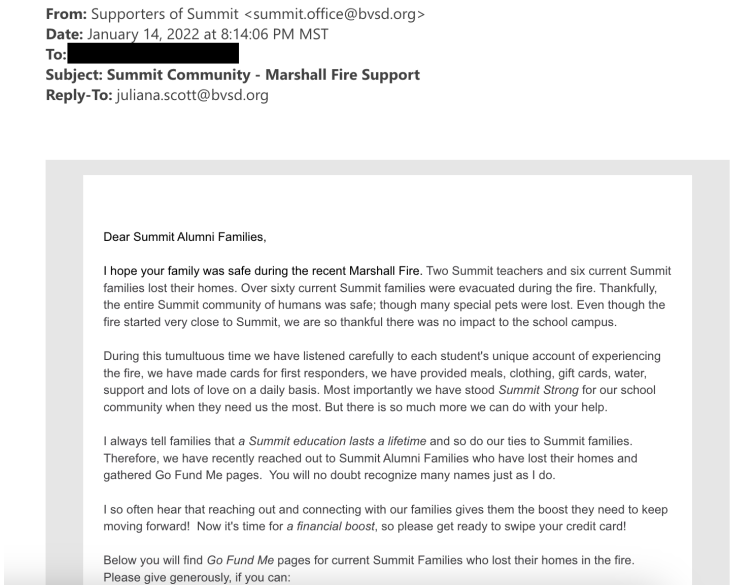 From: Supporters of Summit <summit.office@bvsd.org>
Date: January 14, 2022 at 8:14:06 PM MST
To:
Subject: Summit Community - Marshall Fire Support
Reply-To: juliana.scott@bvsd.org
Dear Summit Alumni Families,
I hope your family was safe during the recent Marshall Fire. Two Summit teachers and six current Summit
families lost their homes. Over sixty current Summit families were evacuated during the fire. Thankfully,
the entire Summit community of humans was safe; though many special pets were lost. Even though the
fire started very close to Summit, we are so thankful there was no impact to the school campus.
During this tumultuous time we have listened carefully to each student's unique account of experiencing
the fire, we have made cards for first responders, we have provided meals, clothing, gift cards, water,
support and lots of love on a daily basis. Most importantly we have stood Summit Strong for our school
community when they need us the most. But there is so much more we can do with your help.
I always tell families that a Summit education lasts a lifetime and so do our ties to Summit families.
Therefore, we have recently reached out to Summit Alumni Families who have lost their homes and
gathered Go Fund Me pages.  You will no doubt recognize many names just as I do.
I so often hear that reaching out and connecting with our families gives them the boost they need to keep
moving forward!  Now it's time for a financial boost, so please get ready to swipe your credit card!
Below you will find Go Fund Me pages for current Summit Families who lost their homes in the fire.
Please give generously, if you can: